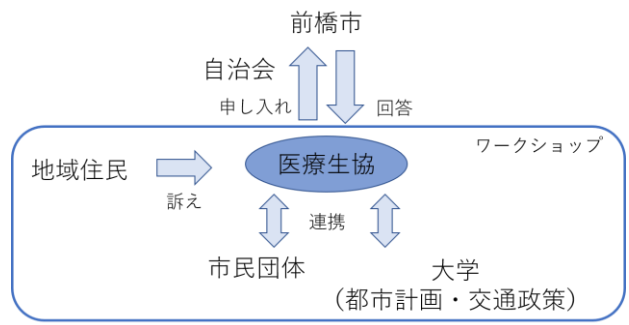 前橋市
自治会
申し入れ
回答
ワークショップ
医療生協
地域住民
訴え
連携
市民団体
大学
（都市計画・交通政策）